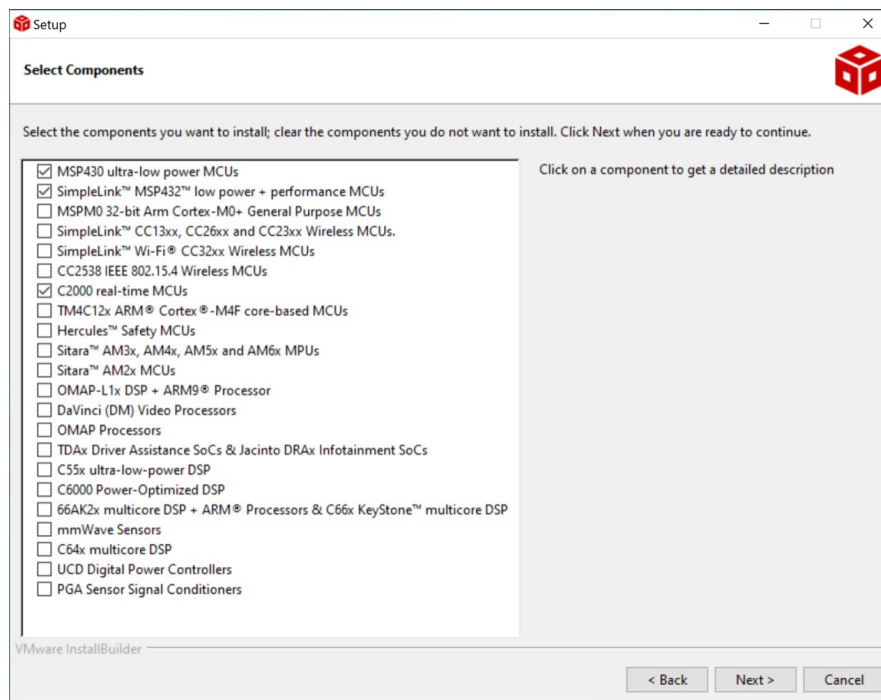 Setup
Select Components
Select the components you want to install; clear the components you do not want to install. Click Next when you are ready to continue.
MSP430 ultra-low power MCUs
SimpleLink™ MSP432™ low power + performance MCUs
MSPM0 32-bit Arm Cortex-M0+ General Purpose MCUs
SimpleLink™ CC13xx, CC26xx and CC23xx Wireless MCUs.
SimpleLink™ Wi-Fi® CC32xx Wireless MCUs
CC2538 IEEE 802.15.4 Wireless MCUs
C2000 real-time MCUs
TM4C12x ARM® Cortex®-M4F core-based MCUs
Hercules™ Safety MCUs
Sitara™ AM3x, AM4x, AM5x and AM6x MPUs
Sitara™ AM2x MCUs
OMAP-L1x DSP + ARM9® Processor
DaVinci (DM) Video Processors
OMAP Processors
TDAx Driver Assistance SoCs & Jacinto DRAx Infotainment SoCs
C55x ultra-low-power DSP
C6000 Power-Optimized DSP
66AK2x multicore DSP + ARM® Processors & C66x KeyStone™ multicore DSP
mmWave Sensors
C64x multicore DSP
UCD Digital Power Controllers
PGA Sensor Signal Conditioners
Click on a component to get a detailed description
VMware InstallBuilder
< Back
Next >
Cancel